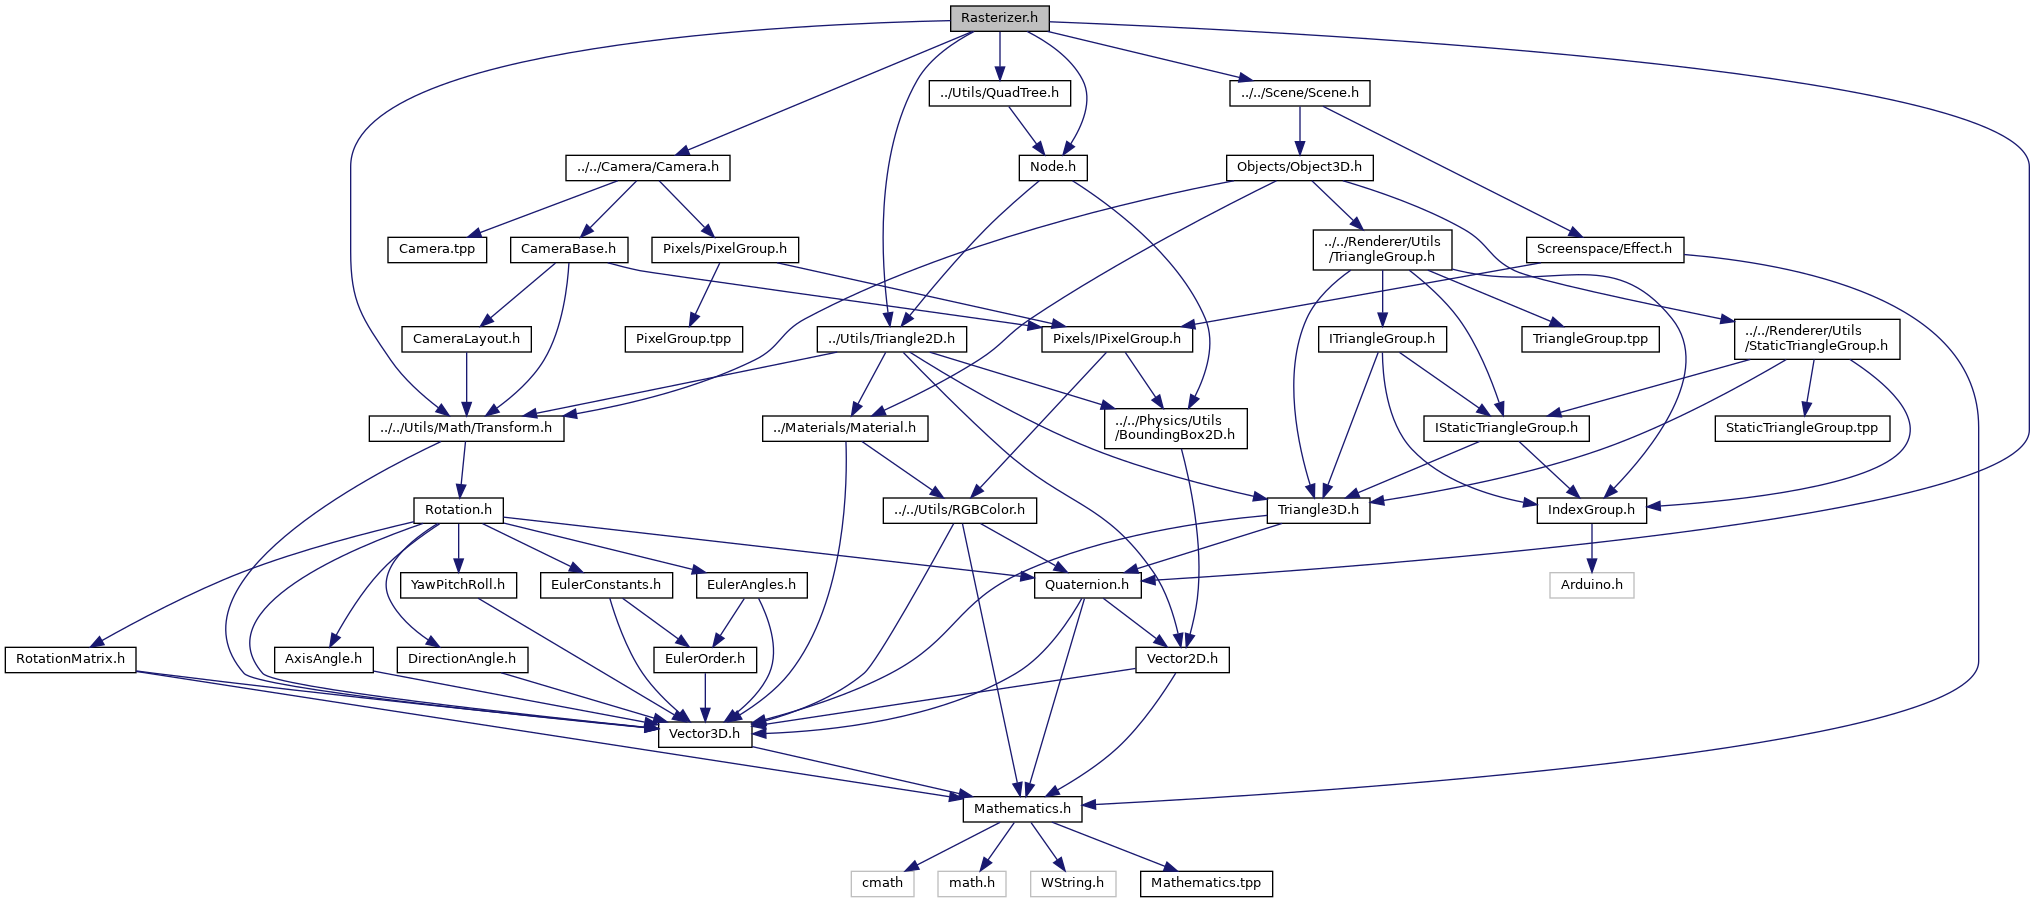 Rasterizer.h
../Utils/QuadTree.h
../../Scene/Scene.h
../../Camera/Camera.h
Node.h
Objects/Object3D.h
Camera.tpp
CameraBase.h
Pixels/PixelGroup.h
../../Renderer/Utils
/TriangleGroup.h
Screenspace/Effect.h
CameraLayout.h
PixelGroup.tpp
../Utils/Triangle2D.h
Pixels/IPixelGroup.h
ITriangleGroup.h
TriangleGroup.tpp
../../Renderer/Utils
/StaticTriangleGroup.h
../../Utils/Math/Transform.h
../Materials/Material.h
../../Physics/Utils
/BoundingBox2D.h
IStaticTriangleGroup.h
StaticTriangleGroup.tpp
Rotation.h
../../Utils/RGBColor.h
Triangle3D.h
IndexGroup.h
YawPitchRoll.h
EulerConstants.h
EulerAngles.h
Quaternion.h
Arduino.h
RotationMatrix.h
AxisAngle.h
DirectionAngle.h
EulerOrder.h
Vector2D.h
Vector3D.h
Mathematics.h
cmath
math.h
WString.h
Mathematics.tpp